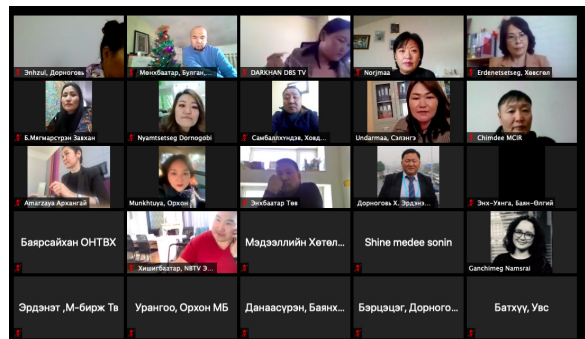 Энhzul, Дорноговь
Мөнхбаатар, Булган,...
DARKHAN DBS TV
Norjmaa
Erdenetsetseg, Хөвсгөл
Б.Мягмарсүрэн Завхан
Nyamtsetseg Dornogobi
Самбаллхүндэв, Ховд...
Undarmaa, Сэлэнгэ
Chimdee MCIR
Amarzaya Архангай
Munkhtuya, Орхон
Энхбаатар Төв
Дорноговь Х. Эрдэнэ...
Энх-Уянга, Баян-Өлгий
Баярсайхан ОНТВХ
Хишигбаатар, NBTV Э...
Мэдээллийн Хөтөл...
Shine medee sonin
Ganchimeg Namsrai
Эрдэнэт ,М-бирж Тв
Урангоо, Орхон МБ
Данаасүрэн, Баянх...
Бэрцэцэг, Дорного...
Батхүү, Увс